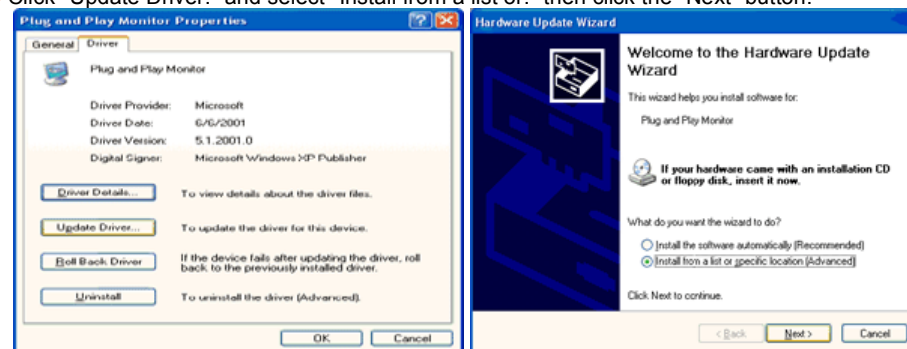 Click "Update Driver." and select "Install from a list or." then click the "Next" button.
Plug and Play Monitor Properties
General
Driver
Plug and Play Monitor
Driver Provider: Microsoft
Driver Date: 6/6/2001
Driver Version: 5.1.2001.0
Digital Signer: Microsoft Windows XP Publisher
Driver Details...
To view details about the driver files.
Update Driver...
To update the driver for this device.
Roll Back Driver
If the device fails after updating the driver, roll
back to the previously installed driver.
Uninstall
To uninstall the driver (Advanced).
OK
Cancel
Hardware Update Wizard
Welcome to the Hardware Update
Wizard
This wizard helps you install software for:
Plug and Play Monitor
If your hardware came with an installation CD
or floppy disk, insert it now.
What do you want the wizard to do?
Install the software automatically (Recommended)
Install from a list or specific location (Advanced)
Click Next to continue.
< Back
Next >
Cancel